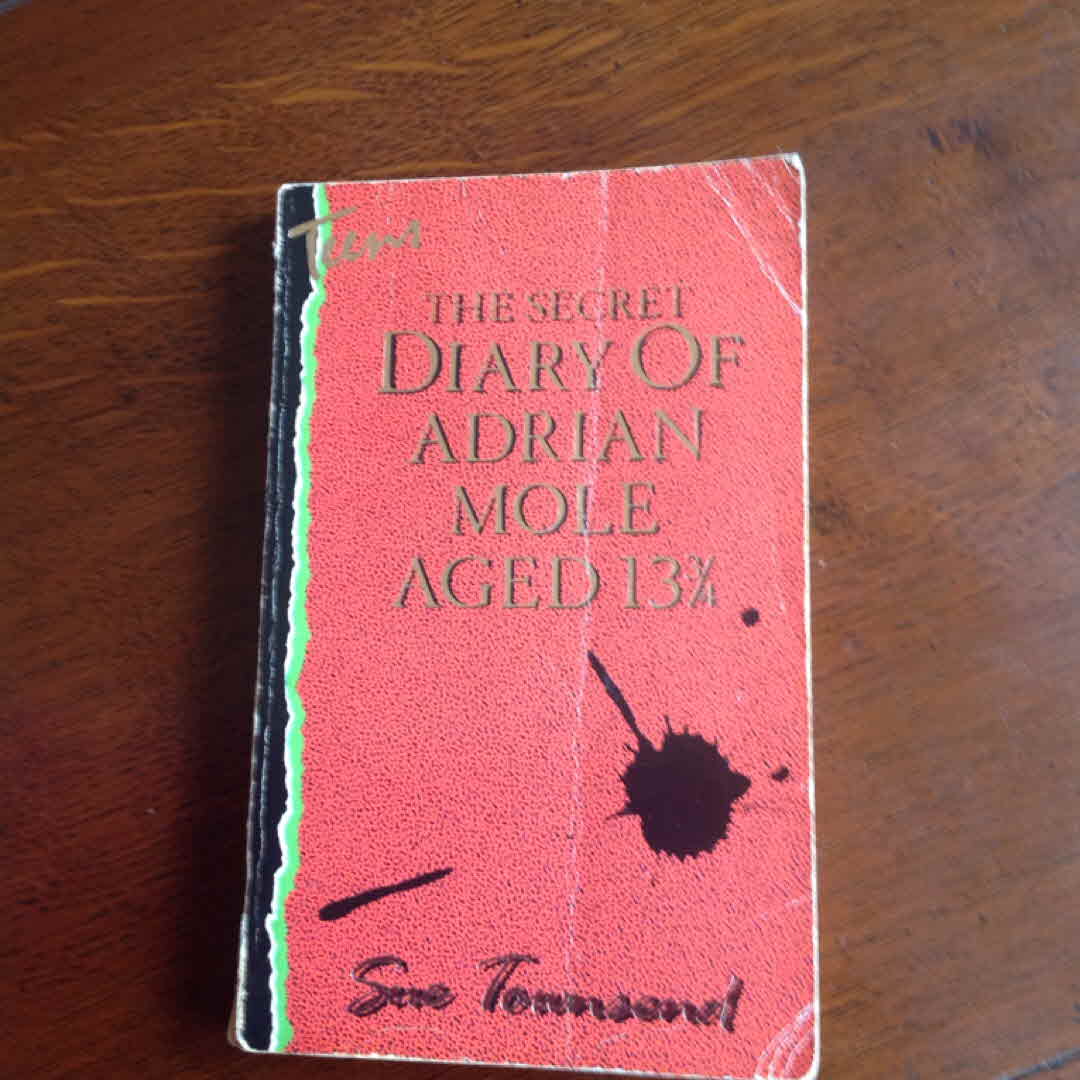 Teens
THE SECRET
DIARY OF
ADRIAN
MOLE
AGED 13¾
Sue Townsend